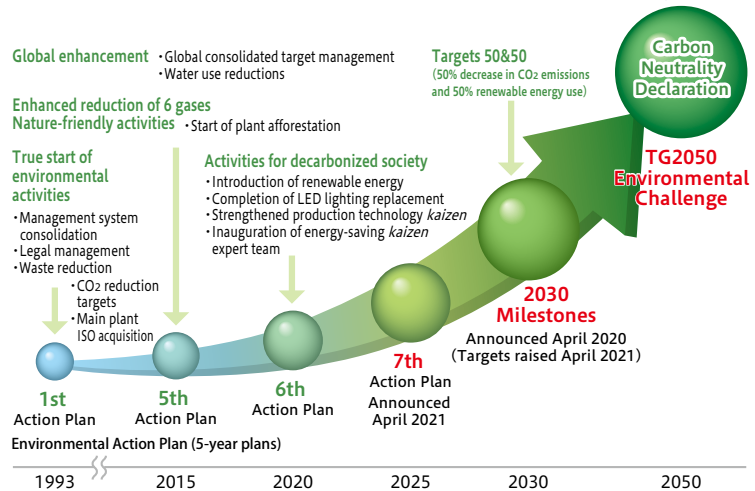 Global enhancement
・Global consolidated target management
・Water use reductions
Enhanced reduction of 6 gases
Nature-friendly activities
・Start of plant afforestation
True start of
environmental
activities
・Management system
consolidation
・Legal management
・Waste reduction
・CO2 reduction
targets
・Main plant
ISO acquisition
Activities for decarbonized society
・Introduction of renewable energy
・Completion of LED lighting replacement
・Strengthened production technology kaizen
・Inauguration of energy-saving kaizen
expert team
Targets 50&50
(50% decrease in CO2 emissions
and 50% renewable energy use)
Carbon
Neutrality
Declaration
TG2050
Environmental
Challenge
2030
Milestones
Announced April 2020
(Targets raised April 2021)
7th
Action Plan
Announced
April 2021
6th
Action Plan
5th
Action Plan
1st
Action Plan
Environmental Action Plan (5-year plans)
1993 2015 2020 2025 2030 2050